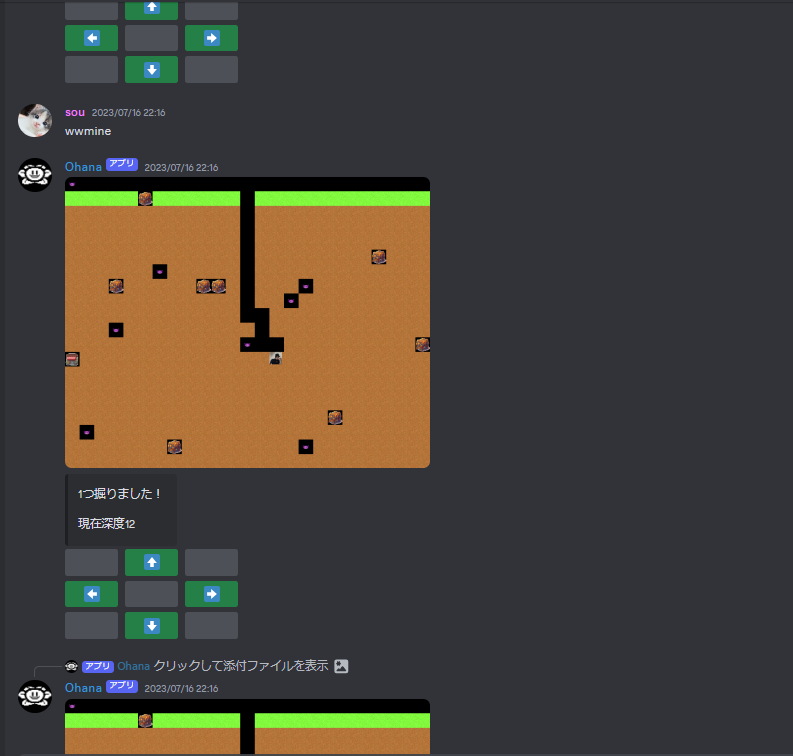 sou 2023/07/16 22:16
wwmine
Ohana アプリ 2023/07/16 22:16
1つ掘りました！
現在深度12
アプリ Ohana クリックして添付ファイルを表示
Ohana アプリ 2023/07/16 22:16